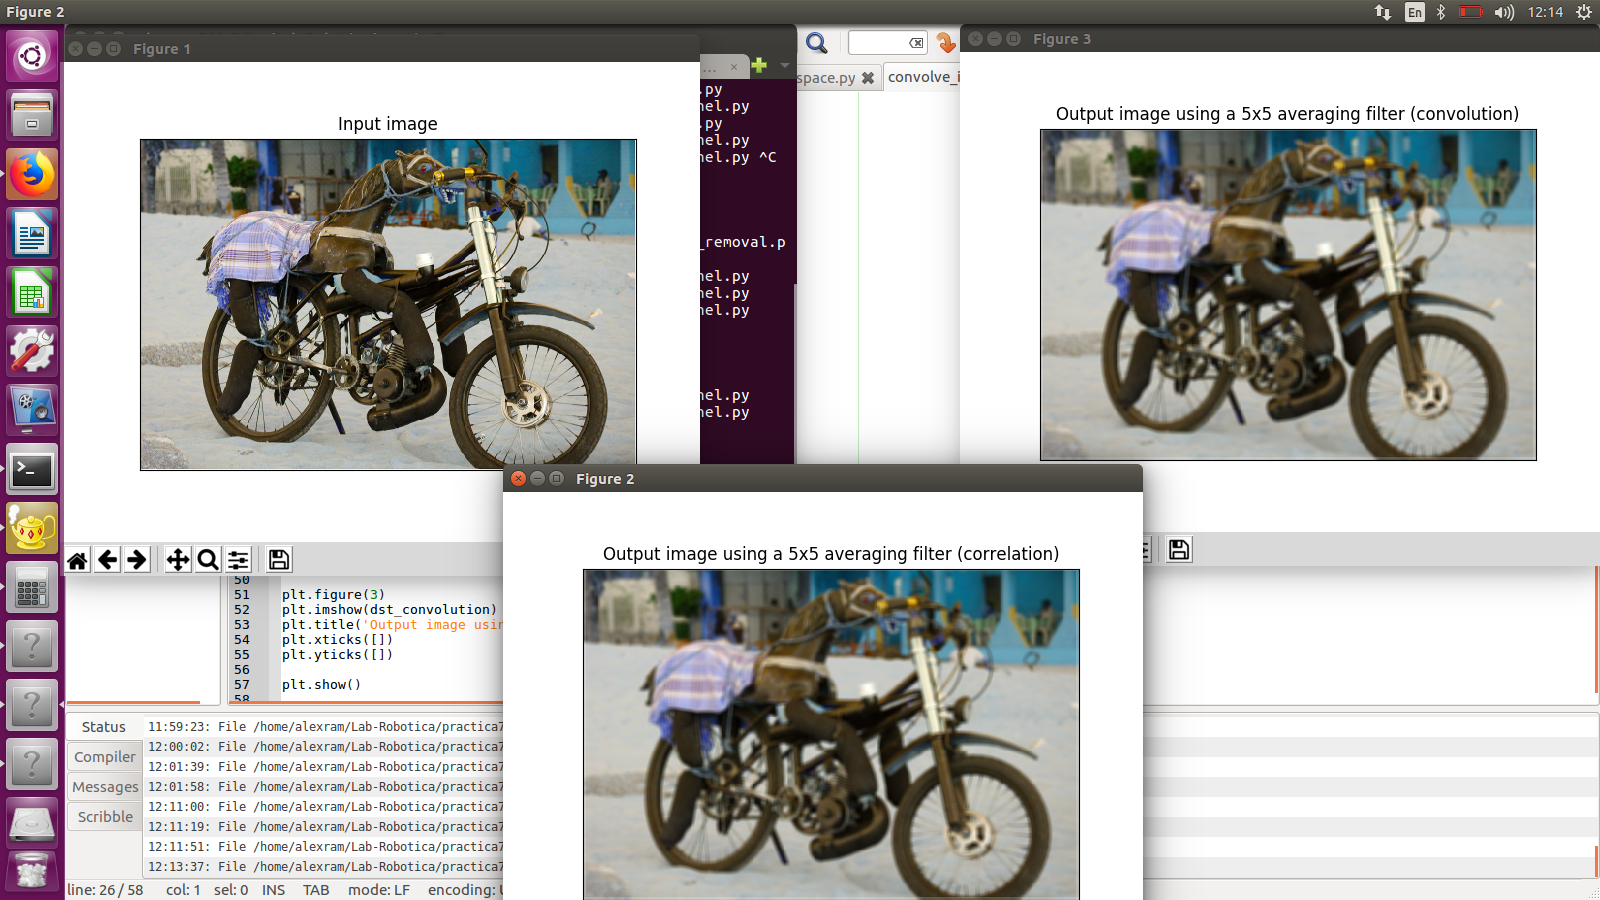 Figure 2
En
12:14
Figure 1
Input image
.py
nel.py
.py
nel.py
nel.py ^C
_removal.p
nel.py
nel.py
nel.py
nel.py
nel.py
space.py
convolve_i
Figure 3
Output image using a 5x5 averaging filter (convolution)
Figure 2
Output image using a 5x5 averaging filter (correlation)
50
51 plt.figure(3)
52 plt.imshow(dst_convolution)
53 plt.title('Output image usin
54 plt.xticks([])
55 plt.yticks([])
56
57 plt.show()
58
Status
Compiler
Messages
Scribble
11:59:23: File /home/alexram/Lab-Robotica/practica7
12:00:02: File /home/alexram/Lab-Robotica/practica7
12:01:39: File /home/alexram/Lab-Robotica/practica7
12:01:58: File /home/alexram/Lab-Robotica/practica7
12:11:00: File /home/alexram/Lab-Robotica/practica7
12:11:19: File /home/alexram/Lab-Robotica/practica7
12:11:51: File /home/alexram/Lab-Robotica/practica7
12:13:37: File /home/alexram/Lab-Robotica/practica7
line: 26 / 58 col: 1 sel: 0 INS TAB mode: LF encoding: